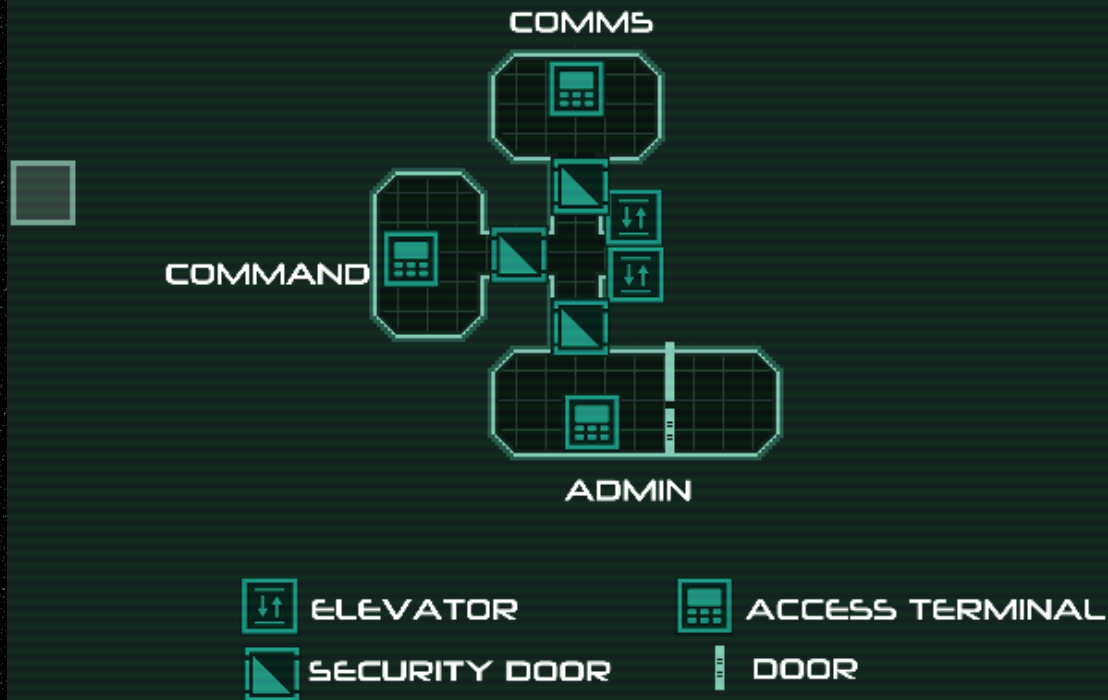 COMMS
COMMAND
ADMIN
ELEVATOR
ACCESS TERMINAL
SECURITY DOOR
DOOR